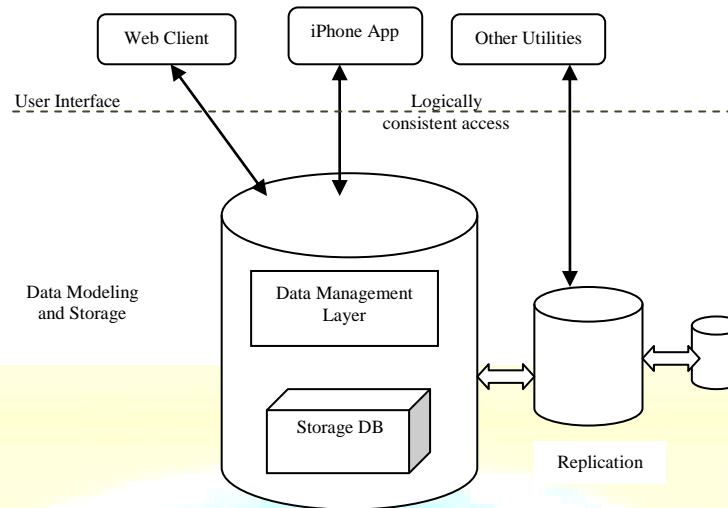 Web Client
iPhone App
Other Utilities
User Interface
Logically
consistent access
Data Modeling
and Storage
Data Management
Layer
Storage DB
Replication